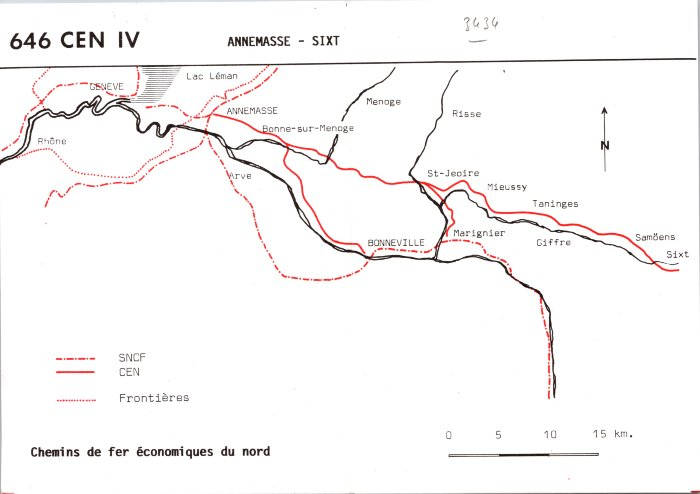 646 CEN IV
ANNEMASSE - SIXT
3434
GENEVE
Lac Léman
ANNEMASSE
Menoge
Risse
N
Bonne-sur-Menoge
Rhône
Arve
St-Jeoire
Mieussy
Taninges
BONNEVILLE
Marignier
Giffre
Samöens
Sixt
SNCF
CEN
Frontières
Chemins de fer économiques du nord
0 5 10 15 km.